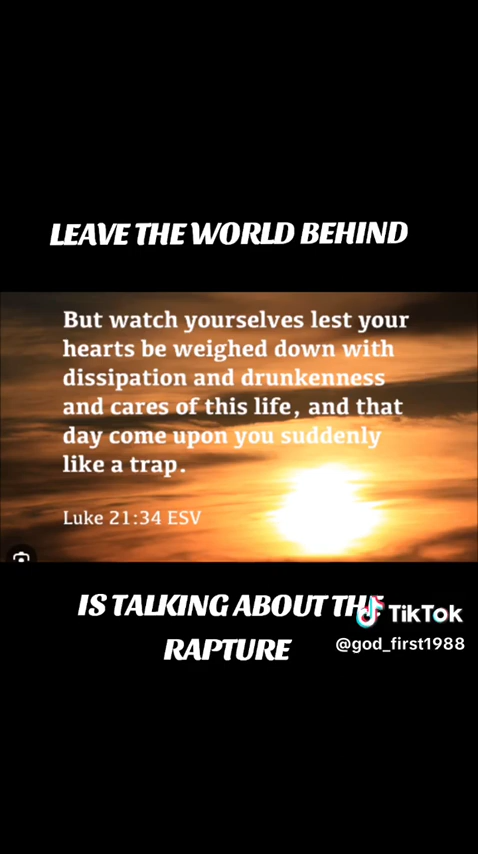 LEAVE THE WORLD BEHIND
But watch yourselves lest your
hearts be weighed down with
dissipation and drunkenness
and cares of this life, and that
day come upon you suddenly
like a trap.
Luke 21:34 ESV
IS TALKING ABOUT THE
RAPTURE
TikTok
@god_first1988